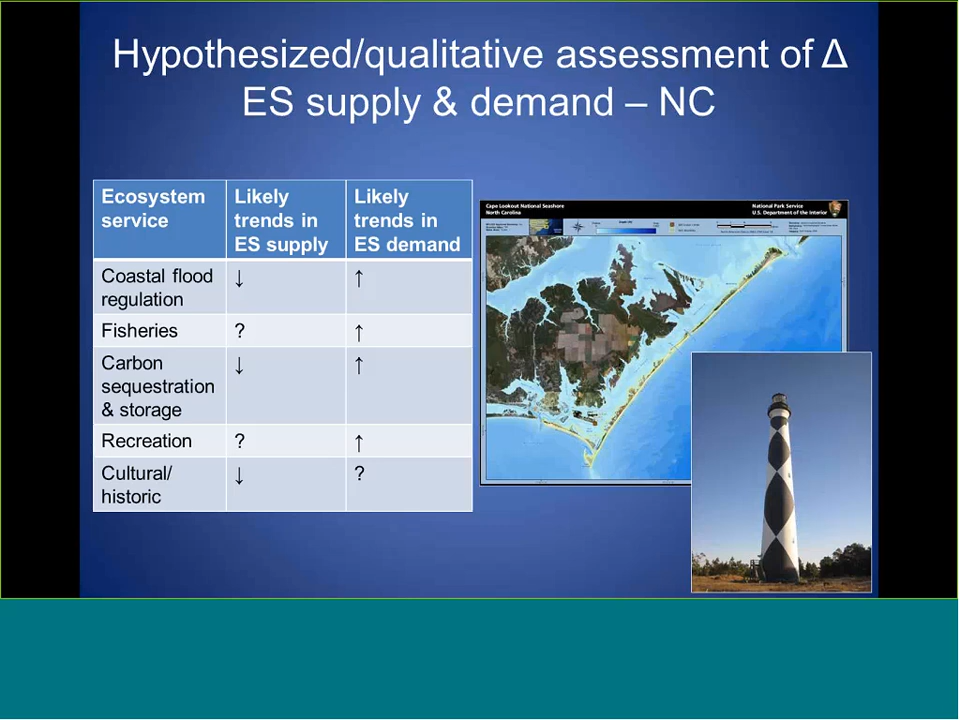 Hypothesized/qualitative assessment of Δ
ES supply & demand – NC
Ecosystem service
Likely trends in ES supply
Likely trends in ES demand
Coastal flood regulation
↓
↑
Fisheries
?
↑
Carbon sequestration & storage
↓
↑
Recreation
?
↑
Cultural/ historic
↓
?
Cape Lookout National Seashore
North Carolina
National Park Service
U.S. Department of the Interior